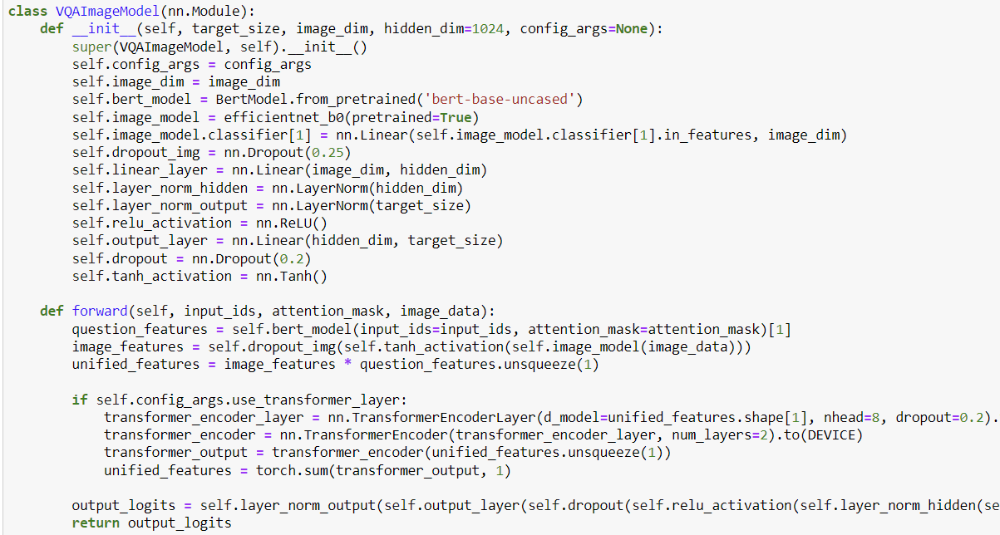 class VQAImageModel(nn.Module):
    def __init__(self, target_size, image_dim, hidden_dim=1024, config_args=None):
        super(VQAImageModel, self).__init__()
        self.config_args = config_args
        self.image_dim = image_dim
        self.bert_model = BertModel.from_pretrained('bert-base-uncased')
        self.image_model = efficientnet_b0(pretrained=True)
        self.image_model.classifier[1] = nn.Linear(self.image_model.classifier[1].in_features, image_dim)
        self.dropout_img = nn.Dropout(0.25)
        self.linear_layer = nn.Linear(image_dim, hidden_dim)
        self.layer_norm_hidden = nn.LayerNorm(hidden_dim)
        self.layer_norm_output = nn.LayerNorm(target_size)
        self.relu_activation = nn.ReLU()
        self.output_layer = nn.Linear(hidden_dim, target_size)
        self.dropout = nn.Dropout(0.2)
        self.tanh_activation = nn.Tanh()

    def forward(self, input_ids, attention_mask, image_data):
        question_features = self.bert_model(input_ids=input_ids, attention_mask=attention_mask)[1]
        image_features = self.dropout_img(self.tanh_activation(self.image_model(image_data)))
        unified_features = image_features * question_features.unsqueeze(1)

        if self.config_args.use_transformer_layer:
            transformer_encoder_layer = nn.TransformerEncoderLayer(d_model=unified_features.shape[1], nhead=8, dropout=0.2).
            transformer_encoder = nn.TransformerEncoder(transformer_encoder_layer, num_layers=2).to(DEVICE)
            transformer_output = transformer_encoder(unified_features.unsqueeze(1))
            unified_features = torch.sum(transformer_output, 1)

        output_logits = self.layer_norm_output(self.output_layer(self.dropout(self.relu_activation(self.layer_norm_hidden(se
        return output_logits